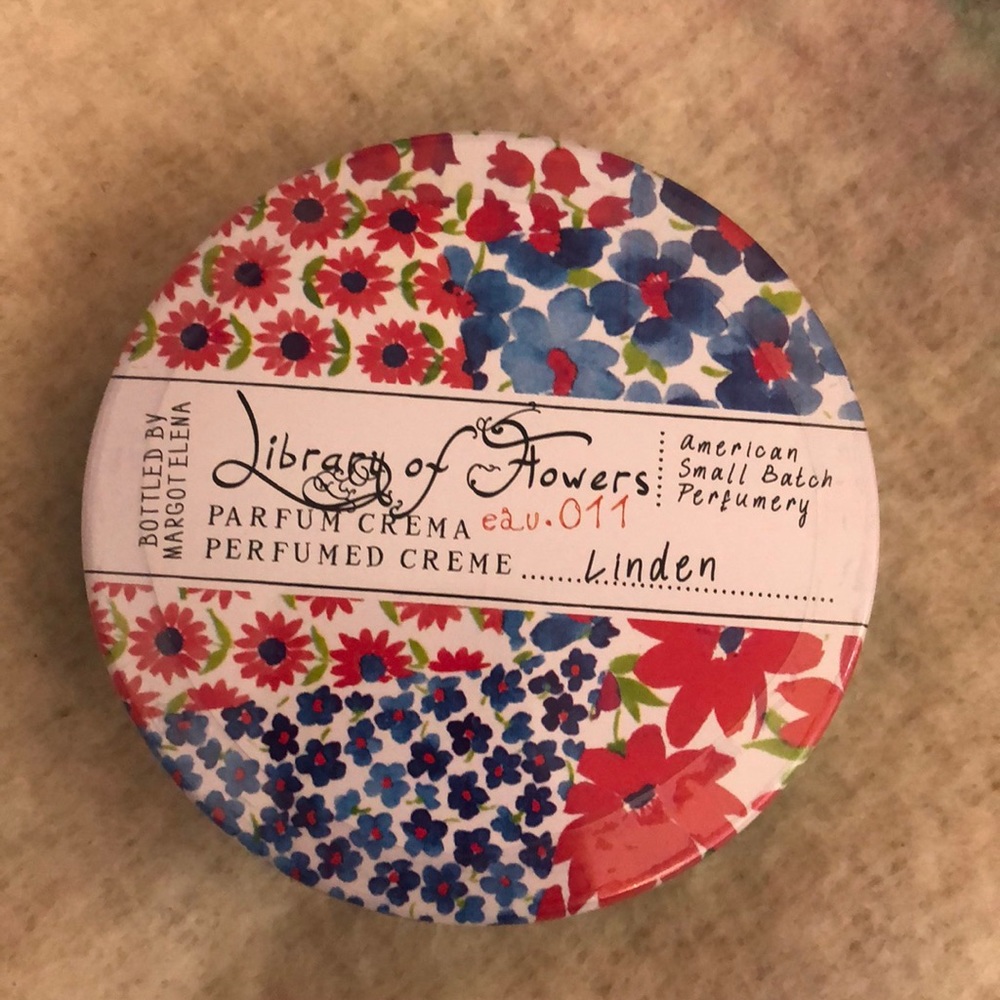 BOTTLED BY
MARGOT ELENA
Library of Flowers
PARFUM CREMA eau.011
PERFUMED CREME ........Linden..............
american
Small Batch
Perfumery